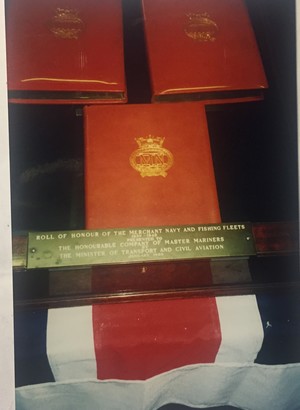 ROLL OF HONOUR OF THE MERCHANT NAVY AND FISHING FLEETS
PRESENTED TO
THE HONOURABLE COMPANY OF MASTER MARINERS
THE MINISTER OF TRANSPORT AND CIVIL AVIATION